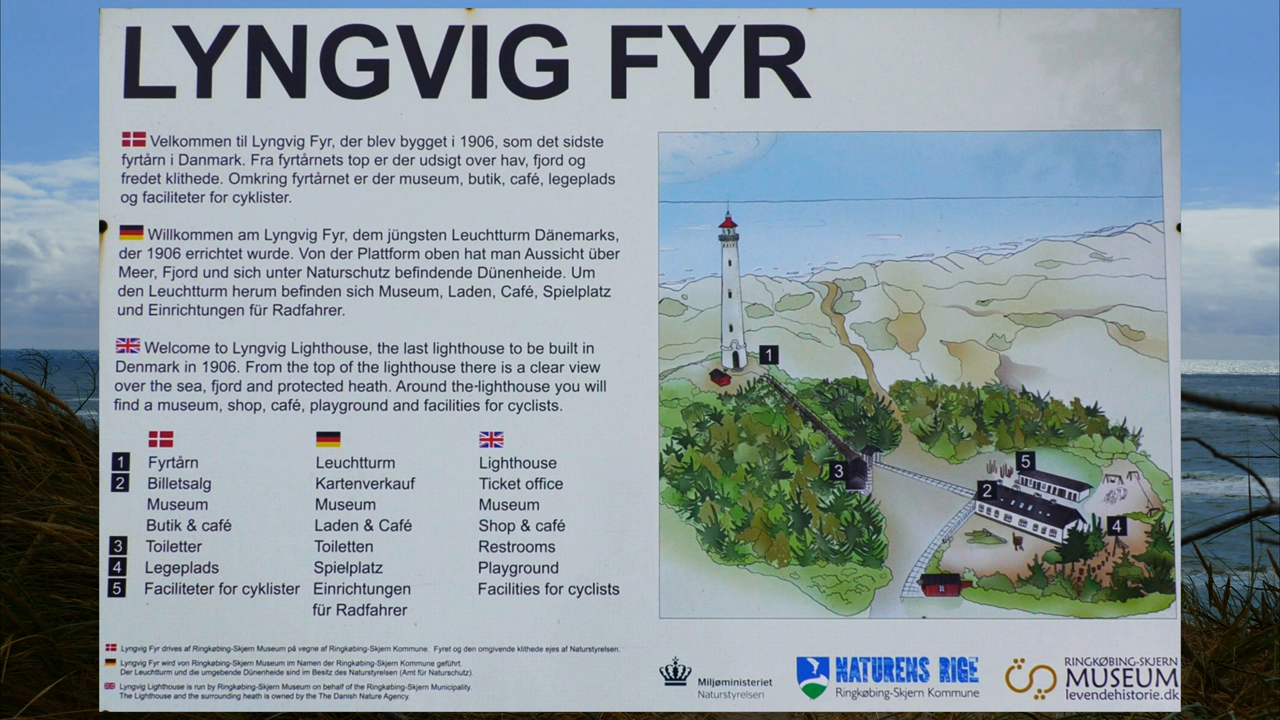 LYNGVIG FYR
Velkommen til Lyngvig Fyr, der blev bygget i 1906, som det sidste
fyrtårn i Danmark. Fra fyrtårnets top er der udsigt over hav, fjord og
fredet klithede. Omkring fyrtårnet er der museum, butik, café, legeplads
og faciliteter for cyklister.
Willkommen am Lyngvig Fyr, dem jüngsten Leuchtturm Dänemarks,
der 1906 errichtet wurde. Von der Plattform oben hat man Aussicht über
Meer, Fjord und sich unter Naturschutz befindende Dünenheide. Um
den Leuchtturm herum befinden sich Museum, Laden, Café, Spielplatz
und Einrichtungen für Radfahrer.
Welcome to Lyngvig Lighthouse, the last lighthouse to be built in
Denmark in 1906. From the top of the lighthouse there is a clear view
over the sea, fjord and protected heath. Around the lighthouse you will
find a museum, shop, café, playground and facilities for cyclists.
1 Fyrtårn Leuchtturm Lighthouse
2 Billetsalg Kartenverkauf Ticket office
Museum Museum Museum
Butik & café Laden & Café Shop & café
3 Toiletter Toiletten Restrooms
4 Legeplads Spielplatz Playground
5 Faciliteter for cyklister Einrichtungen Facilities for cyclists
für Radfahrer
Lyngvig Fyr drives af Ringkøbing-Skjern Museum på vegne af Ringkøbing-Skjern Kommune. Fyret og den omgivende klithede ejes af Naturstyrelsen.
Lyngvig Fyr wird von Ringkøbing-Skjern Museum im Namen der Ringkøbing-Skjern Kommune geführt.
Der Leuchtturm und die umgebende Dünenheide sind im Besitz des Naturstyrelsen (Amt für Naturschutz).
Lyngvig Lighthouse is run by Ringkøbing-Skjern Museum on behalf of the Ringkøbing-Skjern Municipality.
The Lighthouse and the surrounding heath is owned by the The Danish Nature Agency.
1
3
5
2
4
Miljøministeriet
Naturstyrelsen
NATURENS RIGE
Ringkøbing-Skjern Kommune
RINGKØBING-SKJERN
MUSEUM
levendehistorie.dk